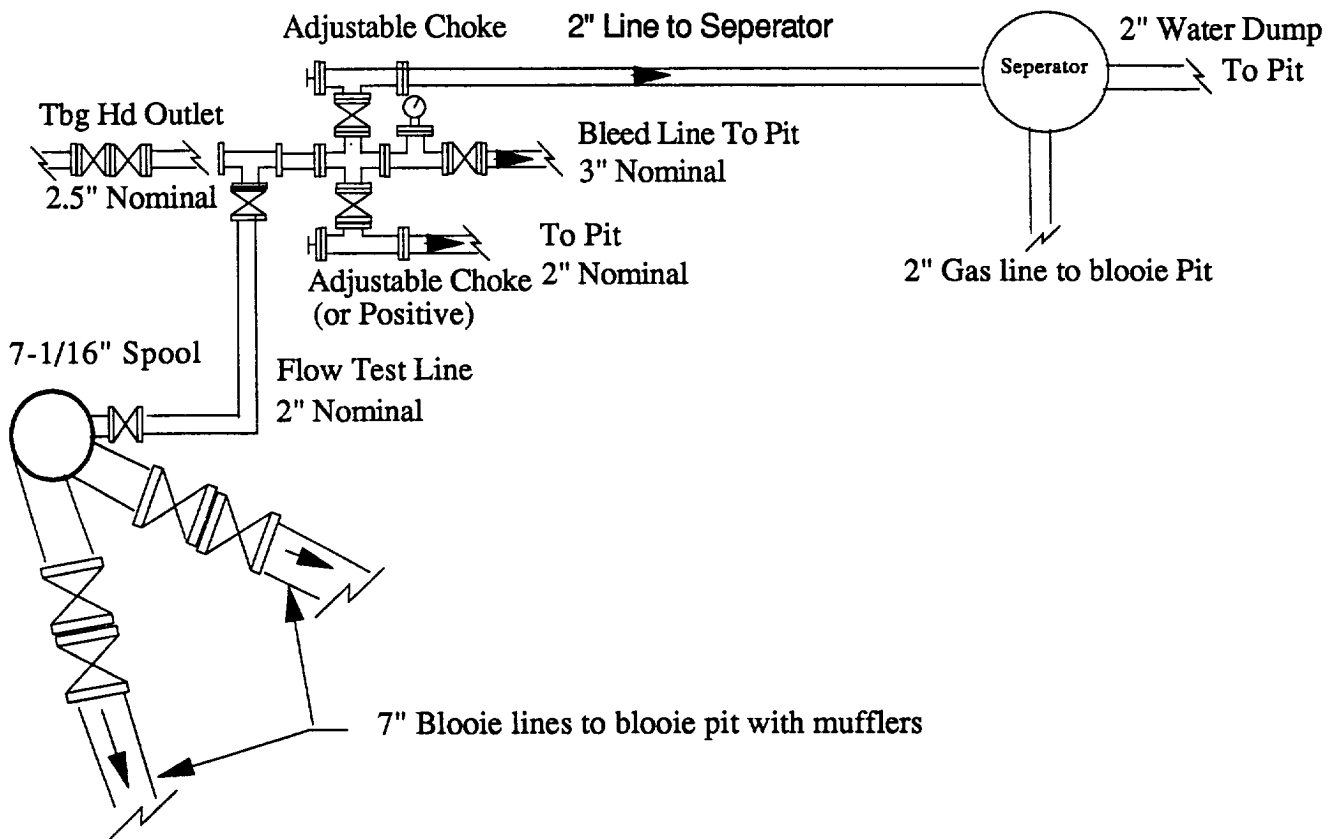 Adjustable Choke
2" Line to Seperator
2" Water Dump
To Pit
Seperator
Tbg Hd Outlet
2.5" Nominal
Bleed Line To Pit
3" Nominal
To Pit
2" Nominal
Adjustable Choke
(or Positive)
2" Gas line to blooie Pit
7-1/16" Spool
Flow Test Line
2" Nominal
7" Blooie lines to blooie pit with mufflers